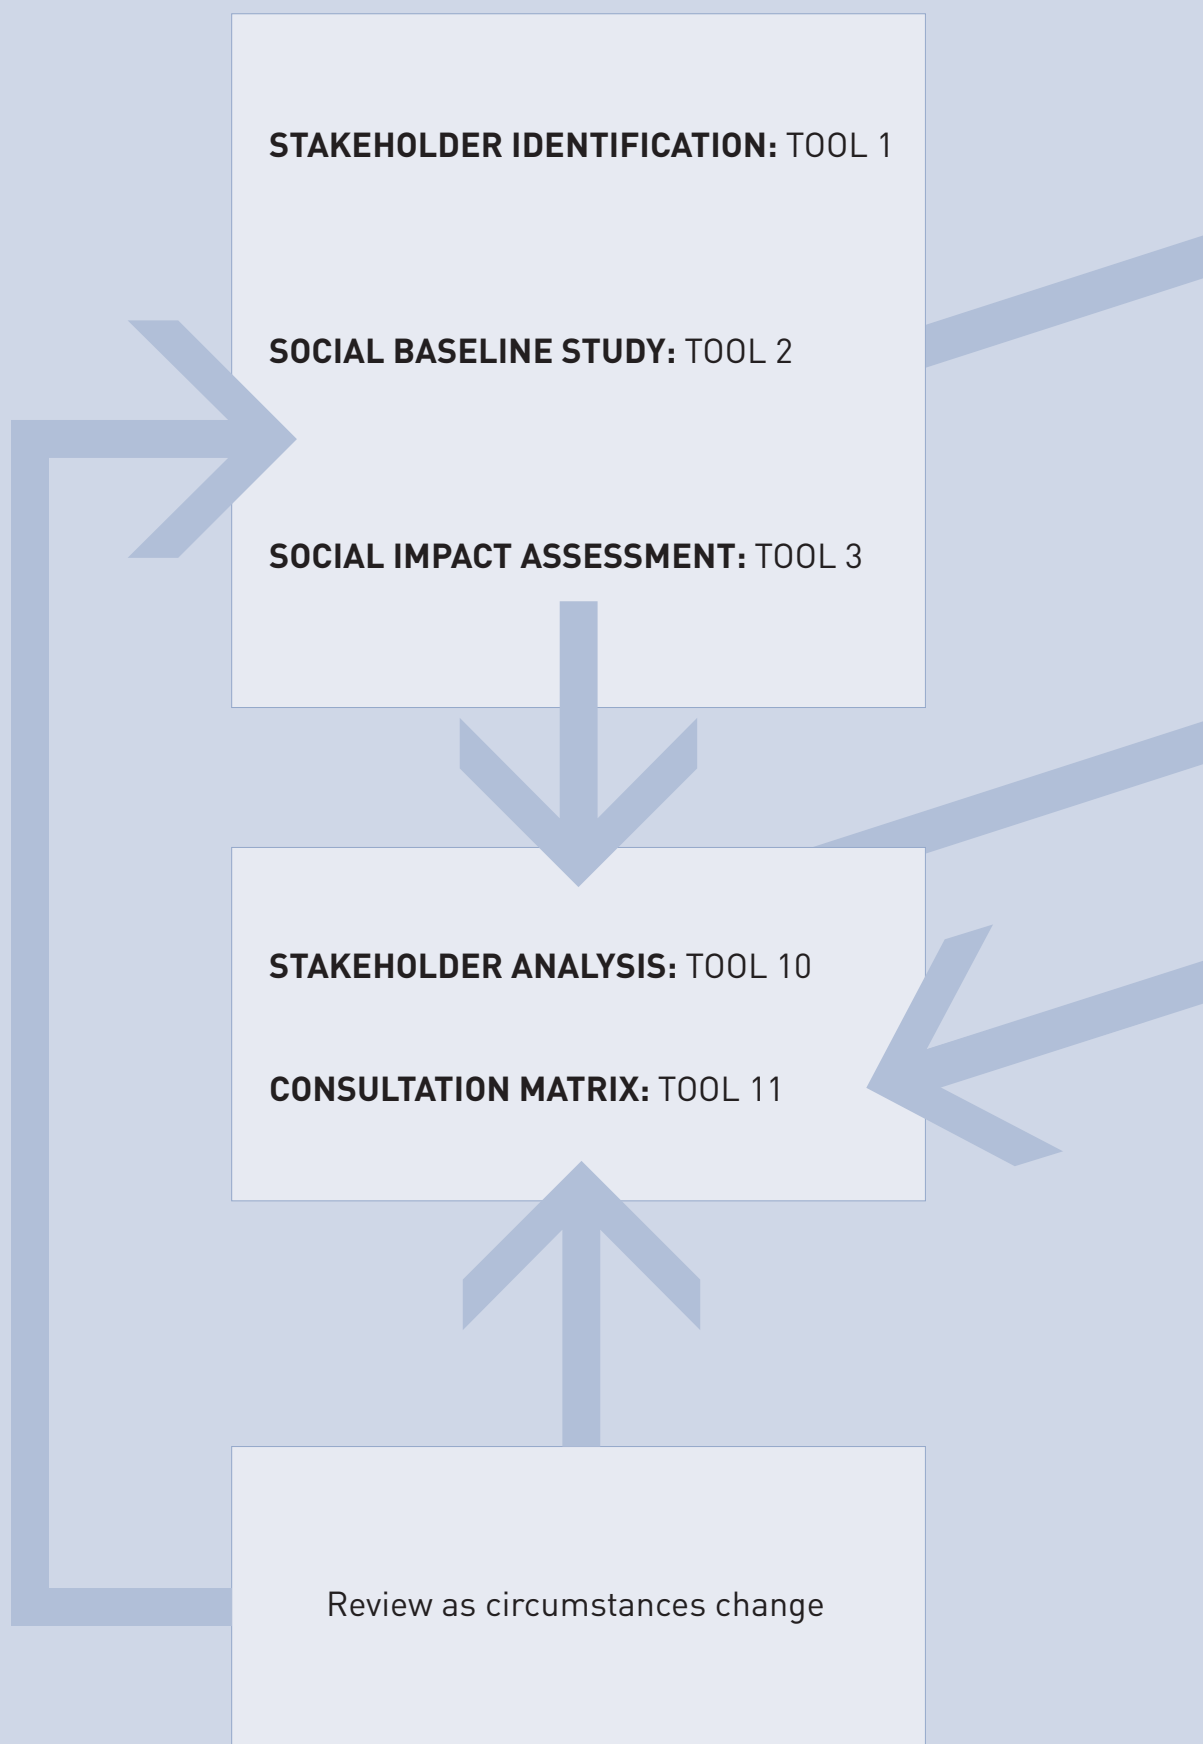 STAKEHOLDER IDENTIFICATION: TOOL 1
SOCIAL BASELINE STUDY: TOOL 2
SOCIAL IMPACT ASSESSMENT: TOOL 3
STAKEHOLDER ANALYSIS: TOOL 10
CONSULTATION MATRIX: TOOL 11
Review as circumstances change